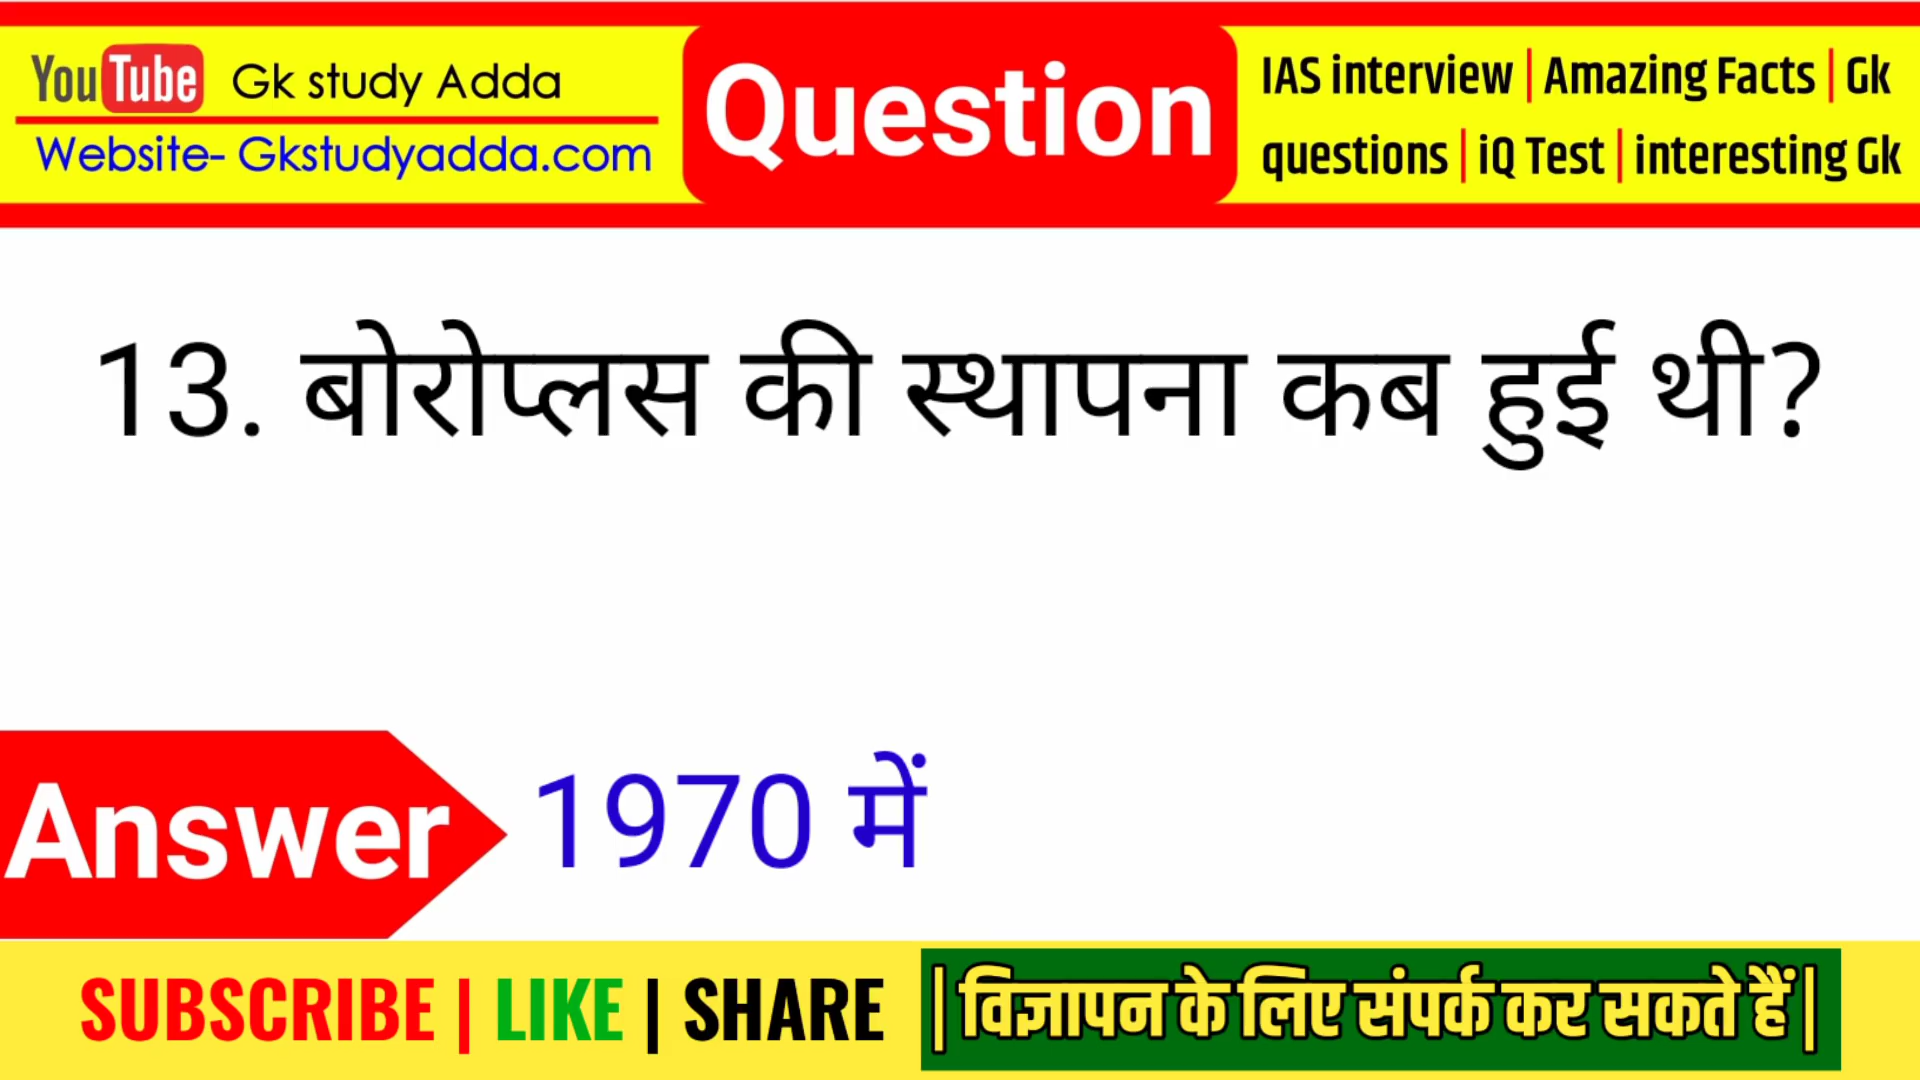 YouTube Gk study Adda
Website- Gkstudyadda.com
Question
IAS interview | Amazing Facts | Gk
questions | iQ Test | interesting Gk
13. बोरोप्लस की स्थापना कब हुई थी?
Answer
1970 में
SUBSCRIBE | LIKE | SHARE
| विज्ञापन के लिए संपर्क कर सकते हैं |